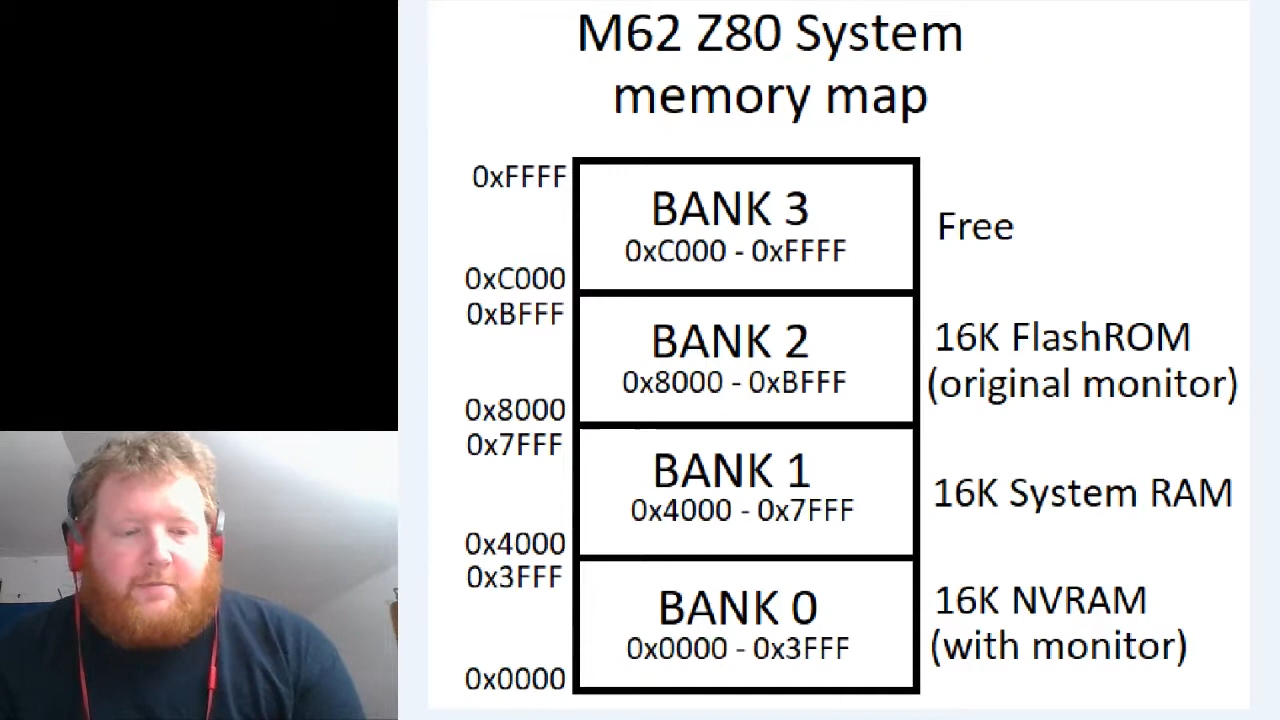 M62 Z80 System
memory map
0xFFFF
BANK 3
0xC000 - 0xFFFF
Free
0xC000
0xBFFF
BANK 2
0x8000 - 0xBFFF
16K FlashROM
(original monitor)
0x8000
0x7FFF
BANK 1
0x4000 - 0x7FFF
16K System RAM
0x4000
0x3FFF
BANK 0
0x0000 - 0x3FFF
16K NVRAM
(with monitor)
0x0000